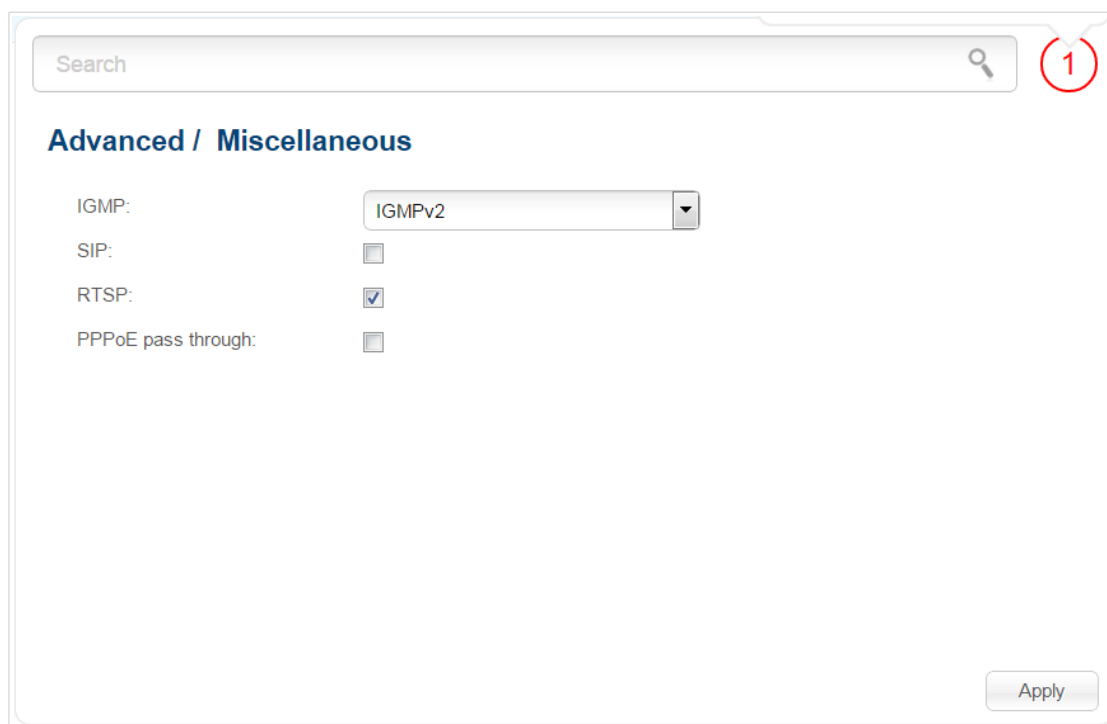 Search
1
Advanced /  Miscellaneous
IGMP: IGMPv2
SIP:
RTSP:
PPPoE pass through:
Apply